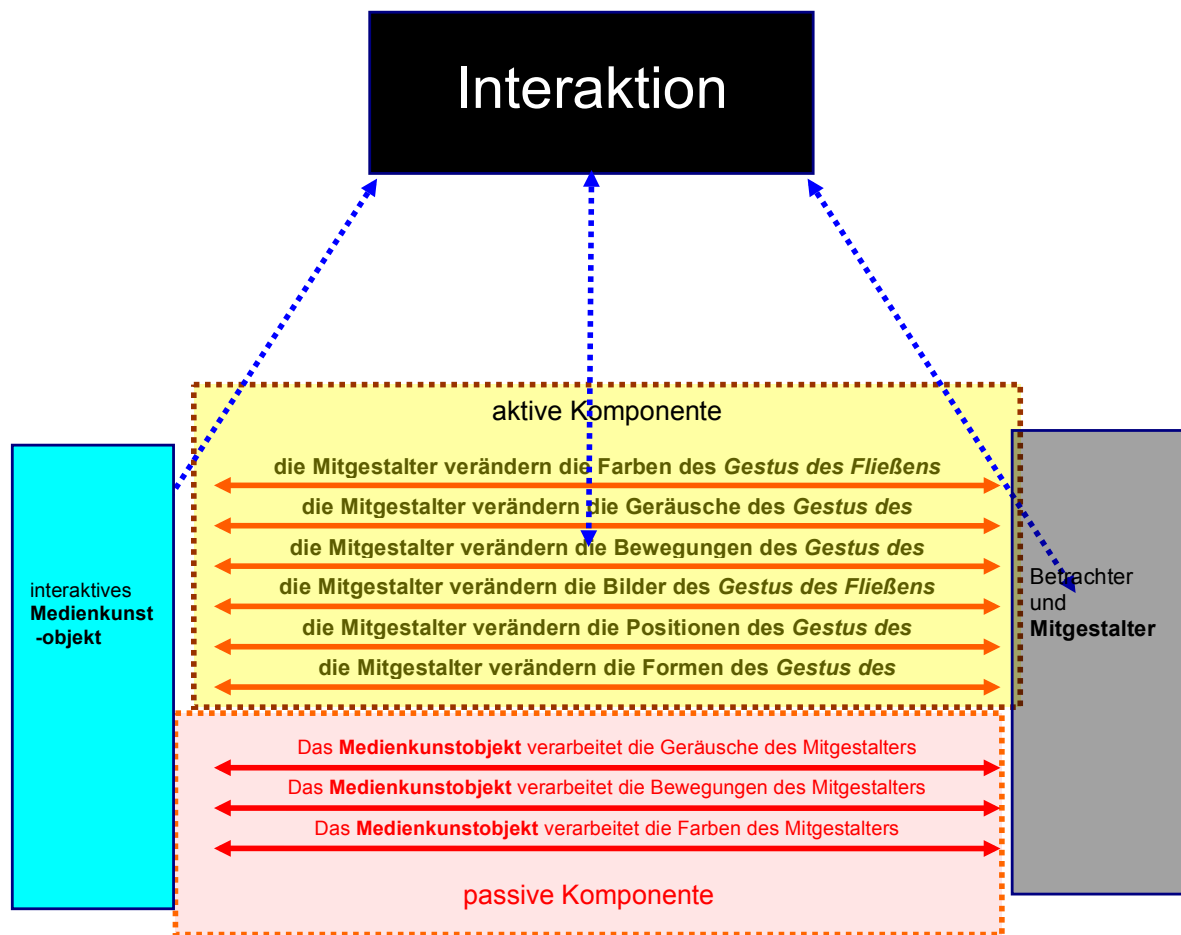 Interaktion
aktive Komponente
die Mitgestalter verändern die Farben des Gestus des Fließens
die Mitgestalter verändern die Geräusche des Gestus des
die Mitgestalter verändern die Bewegungen des Gestus des
die Mitgestalter verändern die Bilder des Gestus des Fließens
die Mitgestalter verändern die Positionen des Gestus des
die Mitgestalter verändern die Formen des Gestus des
interaktives
Medienkunst
-objekt
Betrachter
und
Mitgestalter
Das Medienkunstobjekt verarbeitet die Geräusche des Mitgestalters
Das Medienkunstobjekt verarbeitet die Bewegungen des Mitgestalters
Das Medienkunstobjekt verarbeitet die Farben des Mitgestalters
passive Komponente